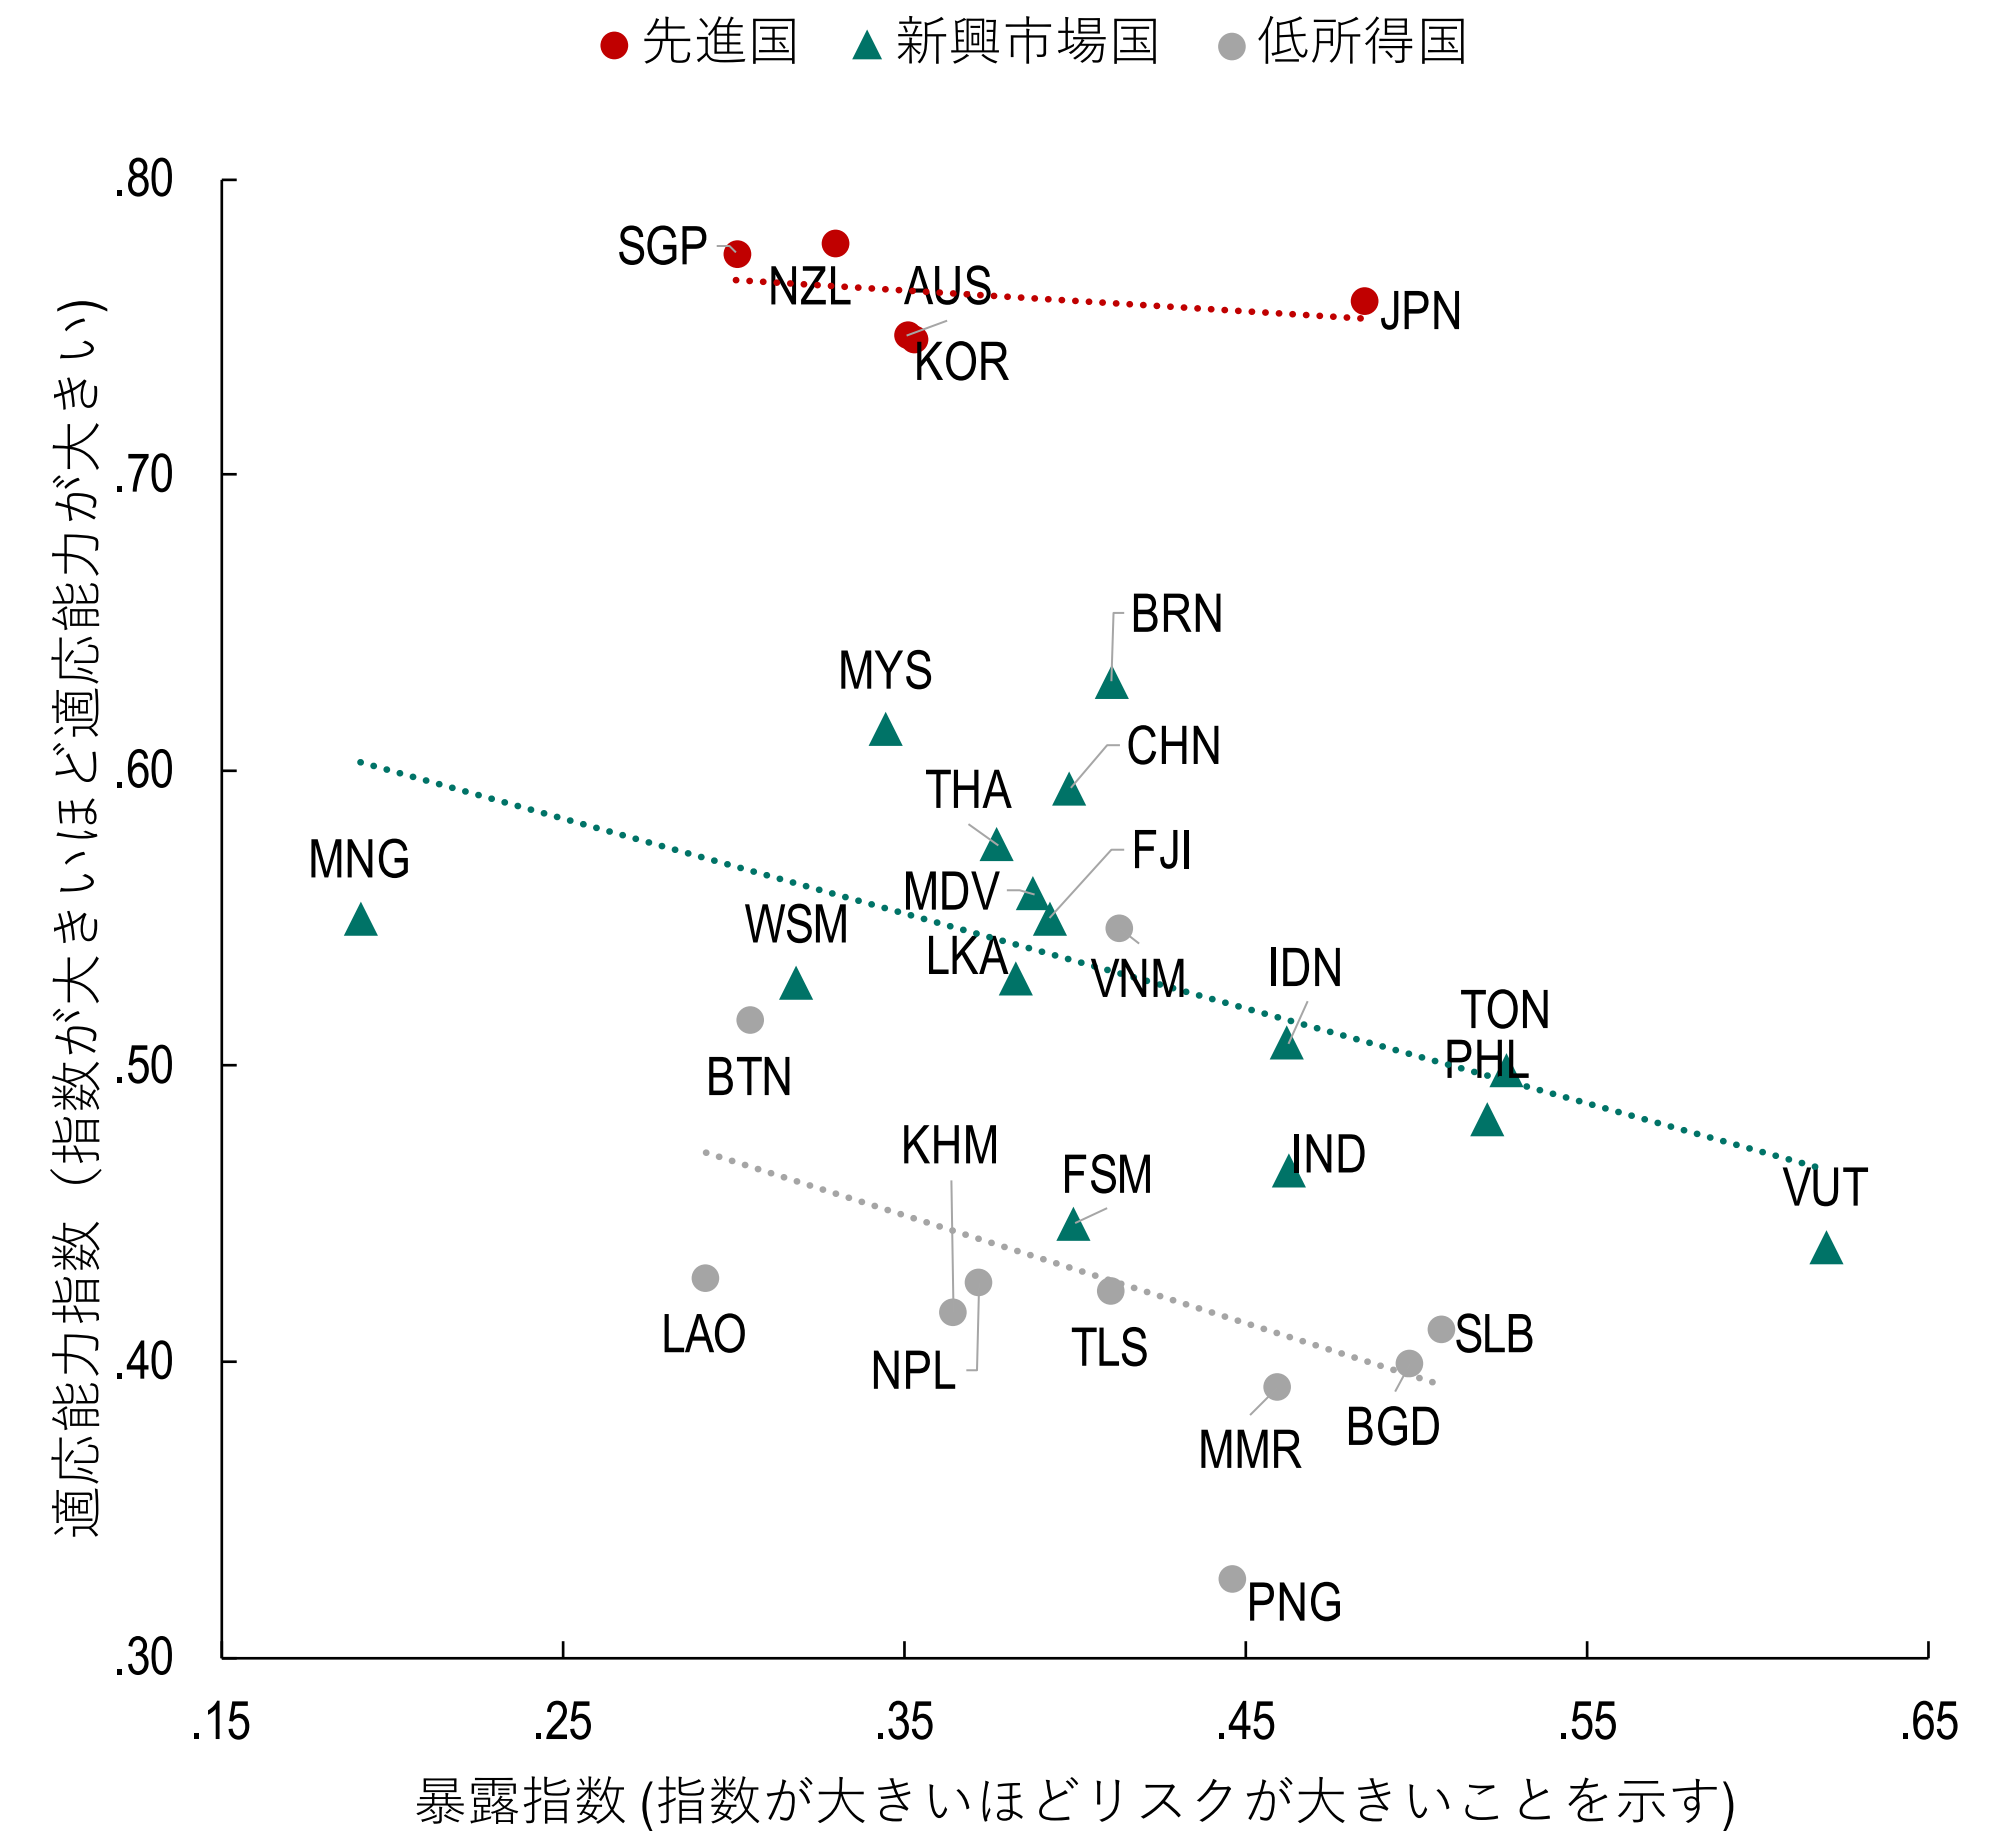 先進国 新興市場国 低所得国
適応能力指数（指数が大きいほど適応能力が大きい)
.80
.70
.60
.50
.40
.30
SGP
NZL
AUS
JPN
KOR
BRN
MYS
CHN
THA
FJI
MNG
MDV
WSM
LKA
VNM
IDN
TON
PHL
BTN
KHM
FSM
IND
VUT
LAO
NPL
TLS
SLB
BGD
MMR
PNG
.15 .25 .35 .45 .55 .65
暴露指数 (指数が大きいほどリスクが大きいことを示す)